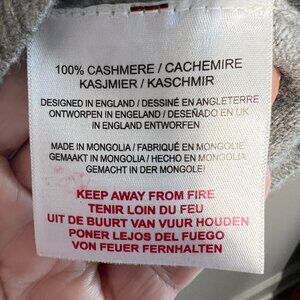 100% CASHMERE / CACHEMIRE
KASJMIER / KASCHMIR
DESIGNED IN ENGLAND / DESSINÉ EN ANGLETERRE
ONTWORPEN IN ENGLAND / DESEÑADO EN UK
IN ENGLAND ENTWORFEN
MADE IN MONGOLIA / FABRIQUÉ EN MONGOLIE
GEMAAKT IN MONGOLIA / HECHO EN MONGOLIA
GEMACHT IN DER MONGOLEI
KEEP AWAY FROM FIRE
TENIR LOIN DU FEU
UIT DE BUURT VAN VUUR HOUDEN
PONER LEJOS DEL FUEGO
VON FEUER FERNHALTEN